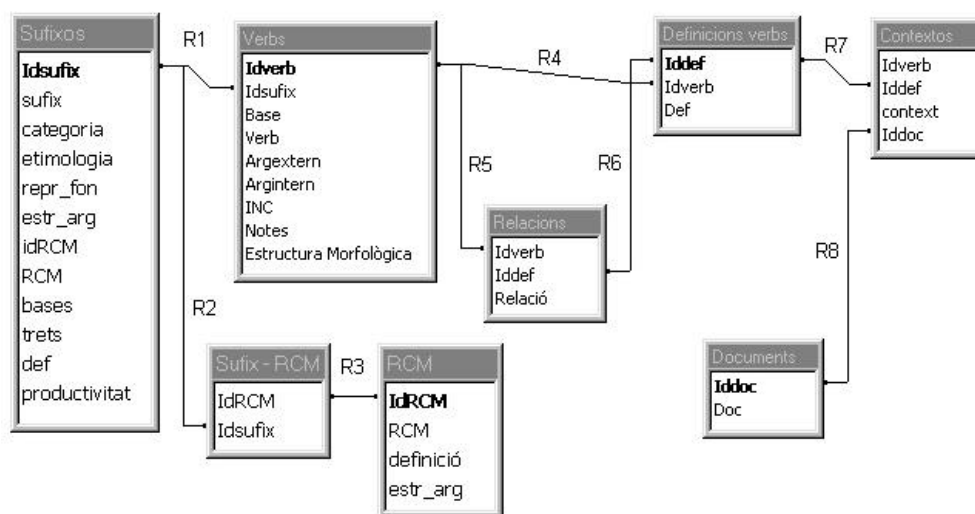 Sufixos
Idsufix
sufix
categoria
etimologia
repr_fon
estr_arg
idRCM
RCM
bases
trets
def
productivitat
R1
Verbs
Idverb
Idsufix
Base
Verb
Argextern
Argintern
INC
Notes
Estructura Morfològica
R4
Definicions verbs
Iddef
Idverb
Def
R7
Contextos
Idverb
Iddef
context
Iddoc
R5
R6
Relacions
Idverb
Iddef
Relació
R8
R2
Sufix - RCM
IdRCM
Idsufix
R3
RCM
IdRCM
RCM
definició
estr_arg
Documents
Iddoc
Doc